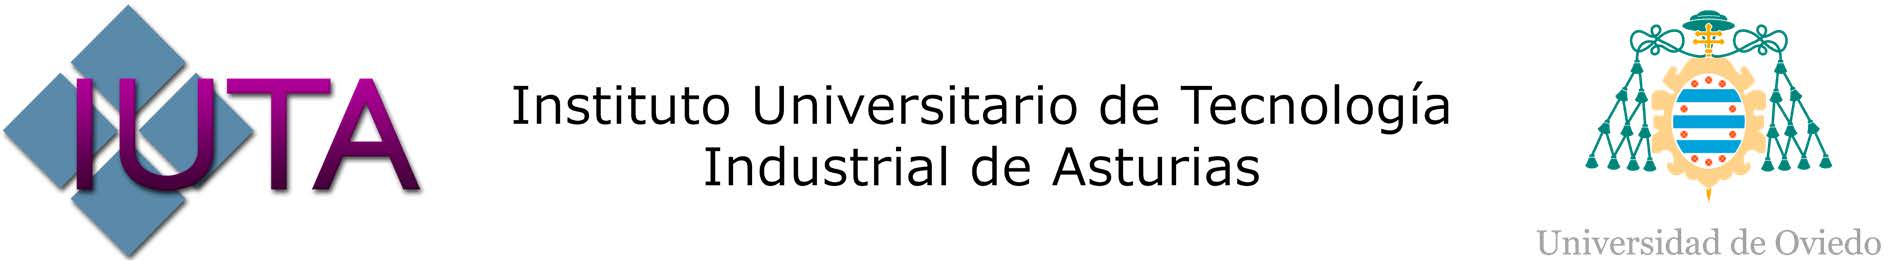 IUTA
Instituto Universitario de Tecnología
Industrial de Asturias
Universidad de Oviedo